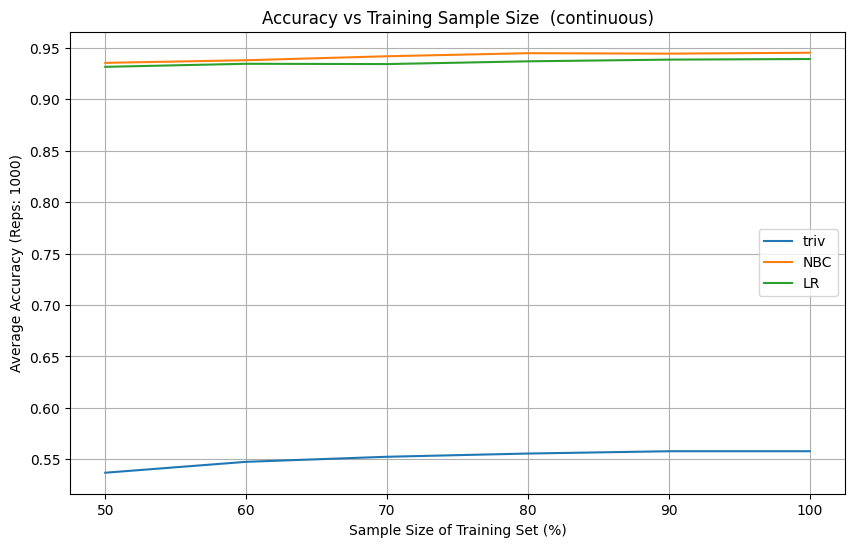 Accuracy vs Training Sample Size  (continuous)
Average Accuracy (Reps: 1000)
0.95
0.90
0.85
0.80
0.75
0.70
0.65
0.60
0.55
triv
NBC
LR
50 60 70 80 90 100
Sample Size of Training Set (%)